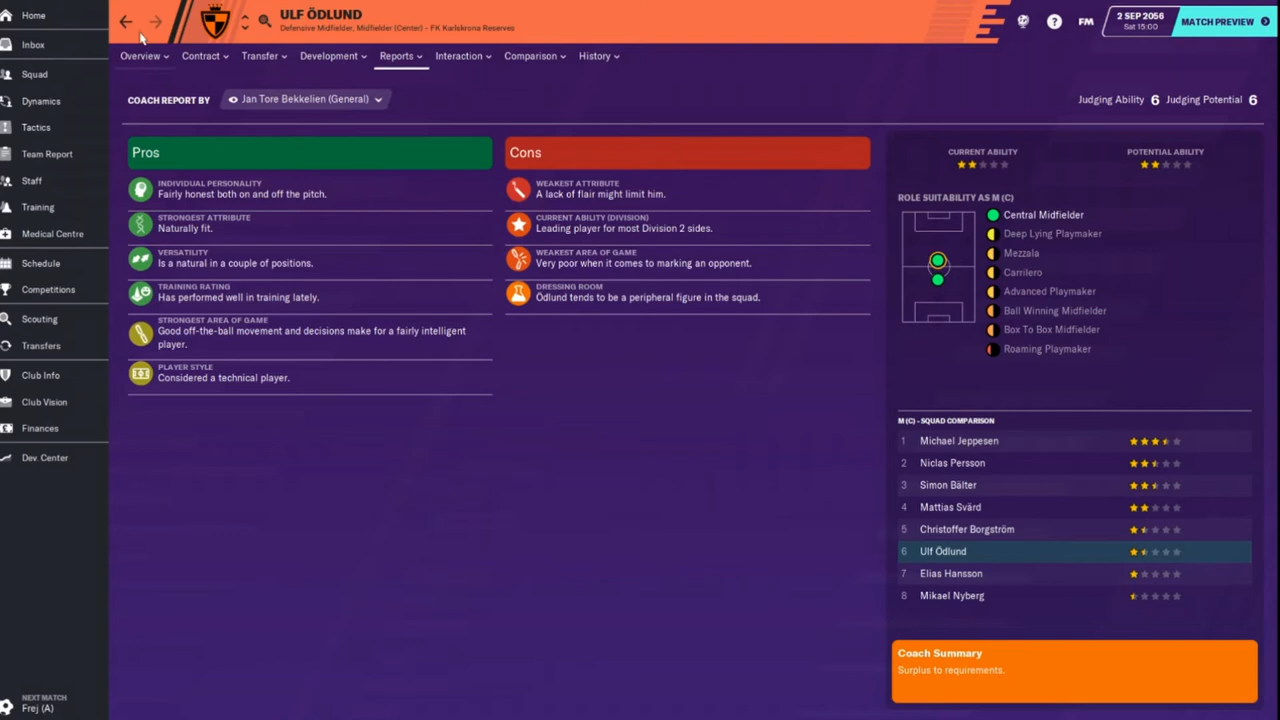 Home
Inbox
Squad
Dynamics
Tactics
Team Report
Staff
Training
Medical Centre
Schedule
Competitions
Scouting
Transfers
Club Info
Club Vision
Finances
Dev. Center
NEXT MATCH
Frej (A)
ULF ÖDLUND
Defensive Midfielder, Midfielder (Center) - FK Karlskrona Reserves
?
FM
2 SEP 2056
Sat 15:00
MATCH PREVIEW
Overview Contract Transfer Development Reports Interaction Comparison History
COACH REPORT BY Jan Tore Bekkelien (General)
Judging Ability 6 Judging Potential 6
Pros
INDIVIDUAL PERSONALITY
Fairly honest both on and off the pitch.
STRONGEST ATTRIBUTE
Naturally fit.
VERSATILITY
Is a natural in a couple of positions.
TRAINING RATING
Has performed well in training lately.
STRONGEST AREA OF GAME
Good off-the-ball movement and decisions make for a fairly intelligent
player.
PLAYER STYLE
Considered a technical player.
Cons
WEAKEST ATTRIBUTE
A lack of flair might limit him.
CURRENT ABILITY (DIVISION)
Leading player for most Division 2 sides.
WEAKEST AREA OF GAME
Very poor when it comes to marking an opponent.
DRESSING ROOM
Ödlund tends to be a peripheral figure in the squad.
CURRENT ABILITY
POTENTIAL ABILITY
ROLE SUITABILITY AS M (C)
Central Midfielder
Deep Lying Playmaker
Mezzala
Carrilero
Advanced Playmaker
Ball Winning Midfielder
Box To Box Midfielder
Roaming Playmaker
M (C) - SQUAD COMPARISON
1 Michael Jeppesen
2 Niclas Persson
3 Simon Bälter
4 Mattias Svärd
5 Christoffer Borgström
6 Ulf Ödlund
7 Elias Hansson
8 Mikael Nyberg
Coach Summary
Surplus to requirements.